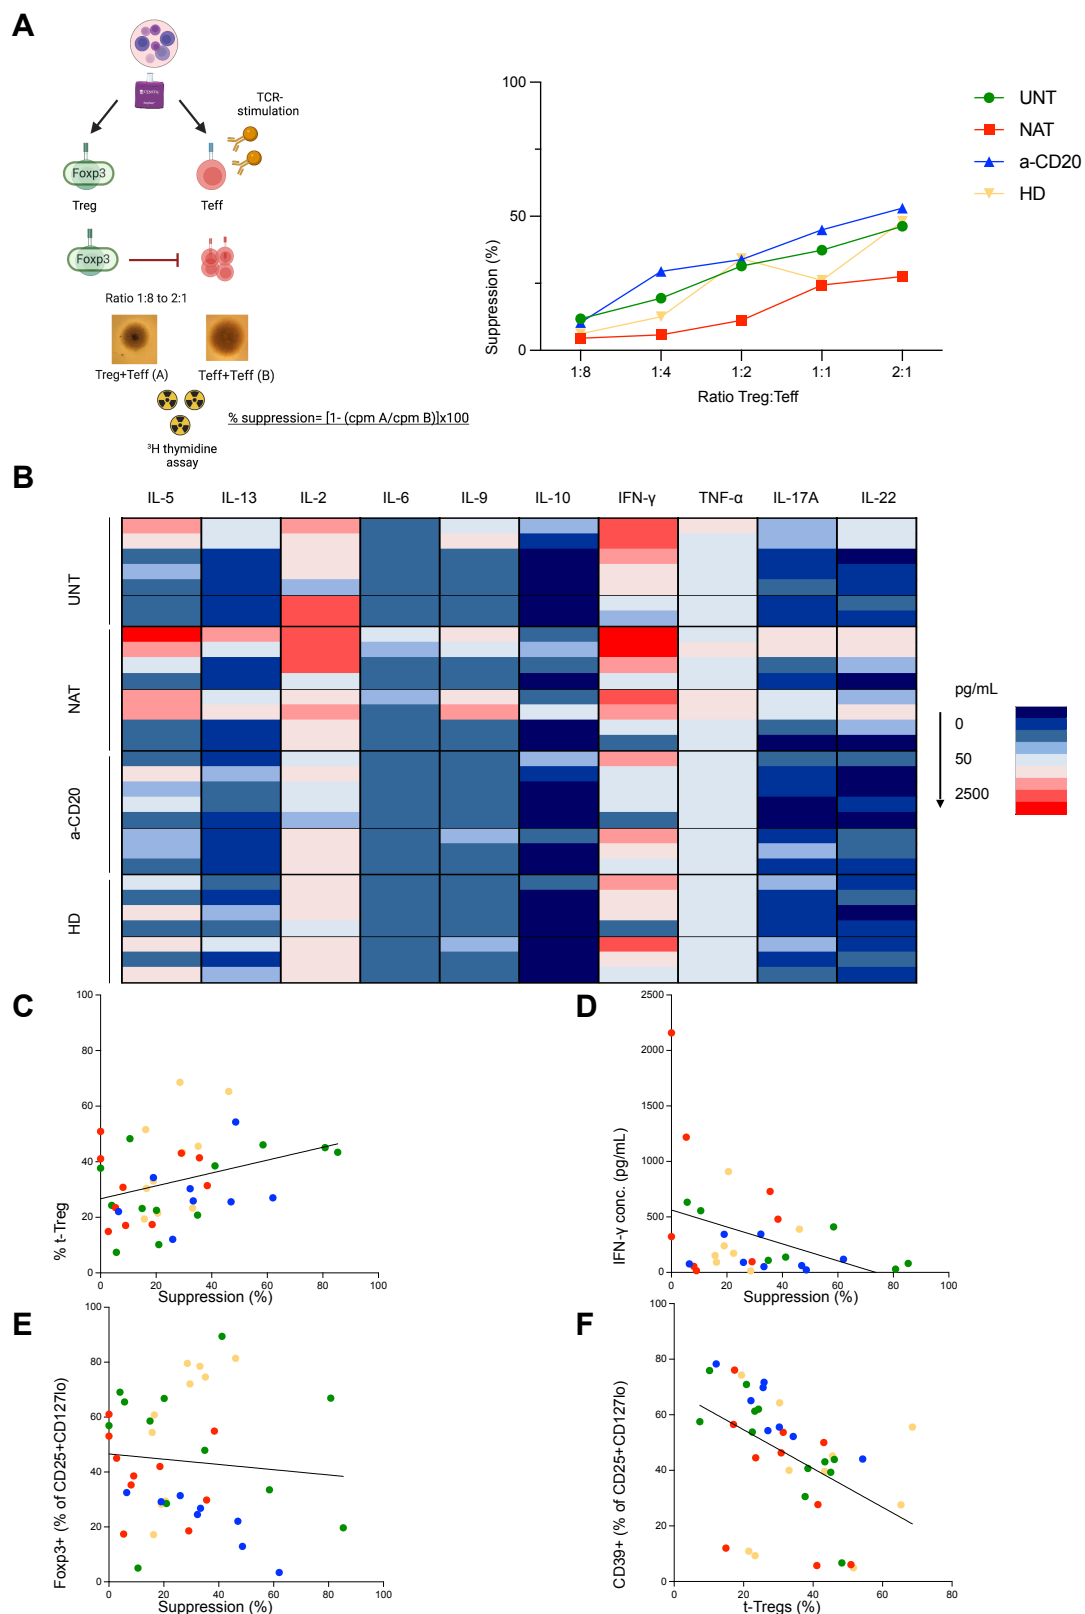 A
TCR-
stimulation
Foxp3
Treg
Teff
Foxp3
Ratio 1:8 to 2:1
Treg+Teff (A)
Teff+Teff (B)
% suppression= [1- (cpm A/cpm B)]x100
³H thymidine
assay
100
50
0
Suppression (%)
1:8
1:4
1:2
1:1
2:1
Ratio Treg:Teff
UNT
NAT
a-CD20
HD
B
IL-5
IL-13
IL-2
IL-6
IL-9
IL-10
IFN-γ
TNF-α
IL-17A
IL-22
UNT
NAT
a-CD20
HD
pg/mL
0
50
2500
C
% t-Treg
100
80
60
40
20
0
0
20
40
60
80
100
Suppression (%)
D
IFN-γ conc. (pg/mL)
2500
2000
1500
1000
500
0
0
20
40
60
80
100
Suppression (%)
E
Foxp3+ (% of CD25+CD127lo)
100
80
60
40
20
0
0
20
40
60
80
100
Suppression (%)
F
CD39+ (% of CD25+CD127lo)
100
80
60
40
20
0
0
20
40
60
80
t-Tregs (%)